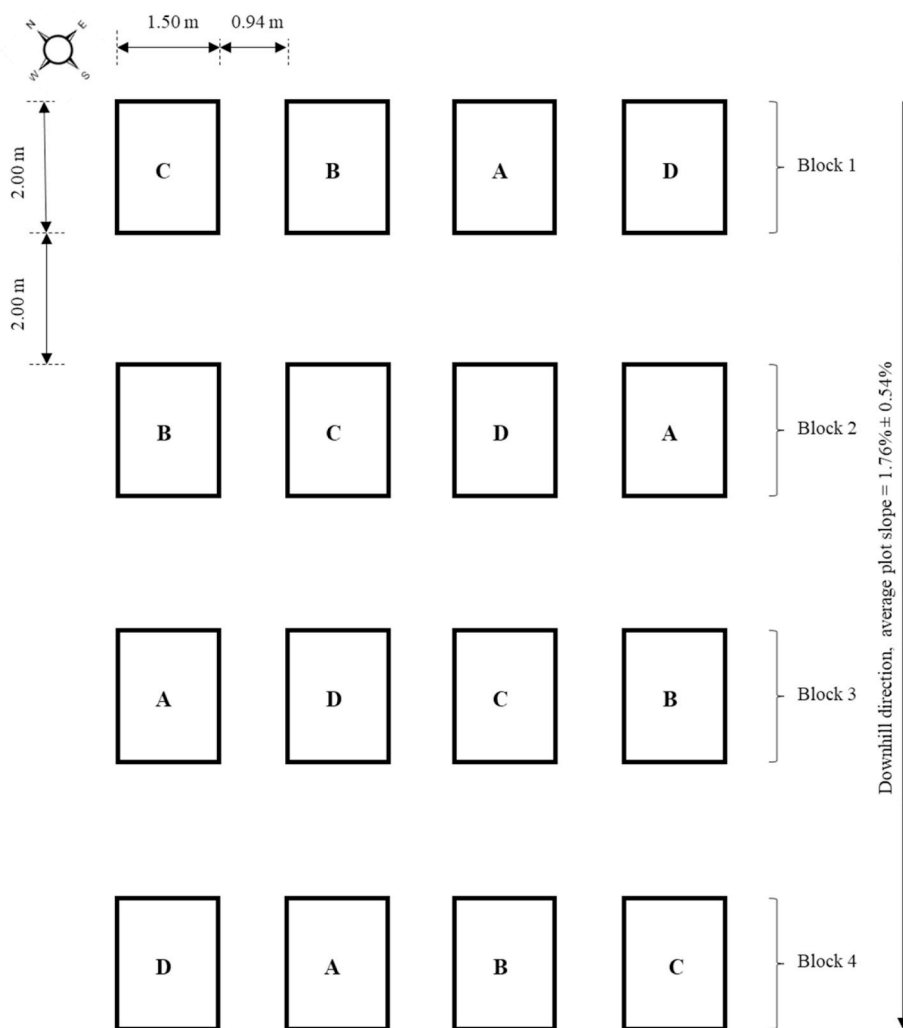 1.50 m
0.94 m
N
E
W
S
2.00 m
C
B
A
D
Block 1
2.00 m
B
C
D
A
Block 2
Downhill direction, average plot slope = 1.76% ± 0.54%
A
D
C
B
Block 3
D
A
B
C
Block 4